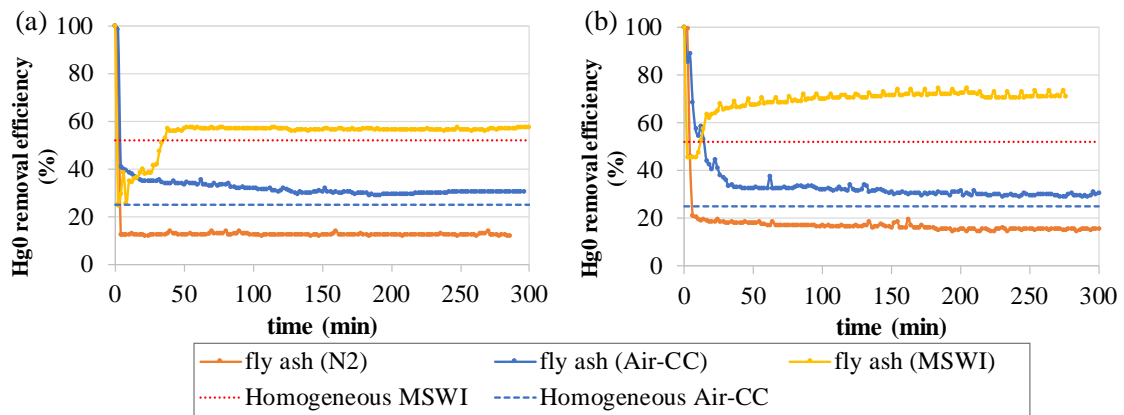 (a)
100
80
60
40
20
0
Hg0 removal efficiency
(%)
0 50 100 150 200 250 300
time (min)
(b)
100
80
60
40
20
0
Hg0 removal efficiency
(%)
0 50 100 150 200 250 300
time (min)
fly ash (N2) fly ash (Air-CC) fly ash (MSWI)
Homogeneous MSWI Homogeneous Air-CC